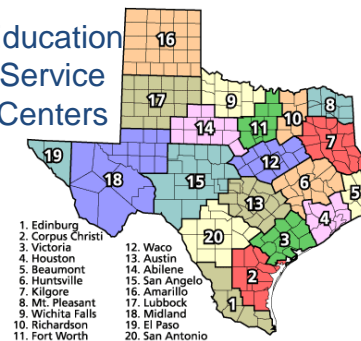 ducation
Service
Centers
16
17
9
8
14
11
10
7
19
18
12
15
6
5
13
4
20
3
2
1
1. Edinburg
2. Corpus Christi
3. Victoria
4. Houston
5. Beaumont
6. Huntsville
7. Kilgore
8. Mt. Pleasant
9. Wichita Falls
10. Richardson
11. Fort Worth
12. Waco
13. Austin
14. Abilene
15. San Angelo
16. Amarillo
17. Lubbock
18. Midland
19. El Paso
20. San Antonio